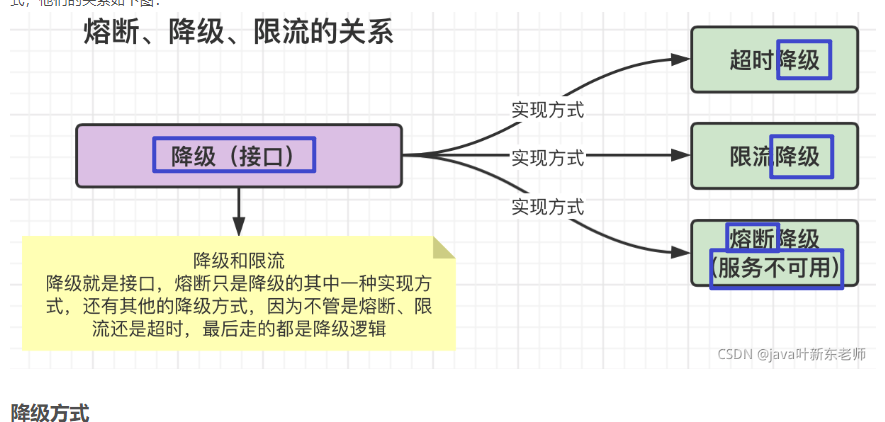 式，他们的关系如下图：
熔断、降级、限流的关系
超时降级
实现方式
降级（接口）
实现方式
限流降级
实现方式
熔断降级
(服务不可用)
降级和限流
降级就是接口，熔断只是降级的其中一种实现方
式，还有其他的降级方式，因为不管是熔断、限
流还是超时，最后走的都是降级逻辑
CSDN @java叶新东老师
降级方式